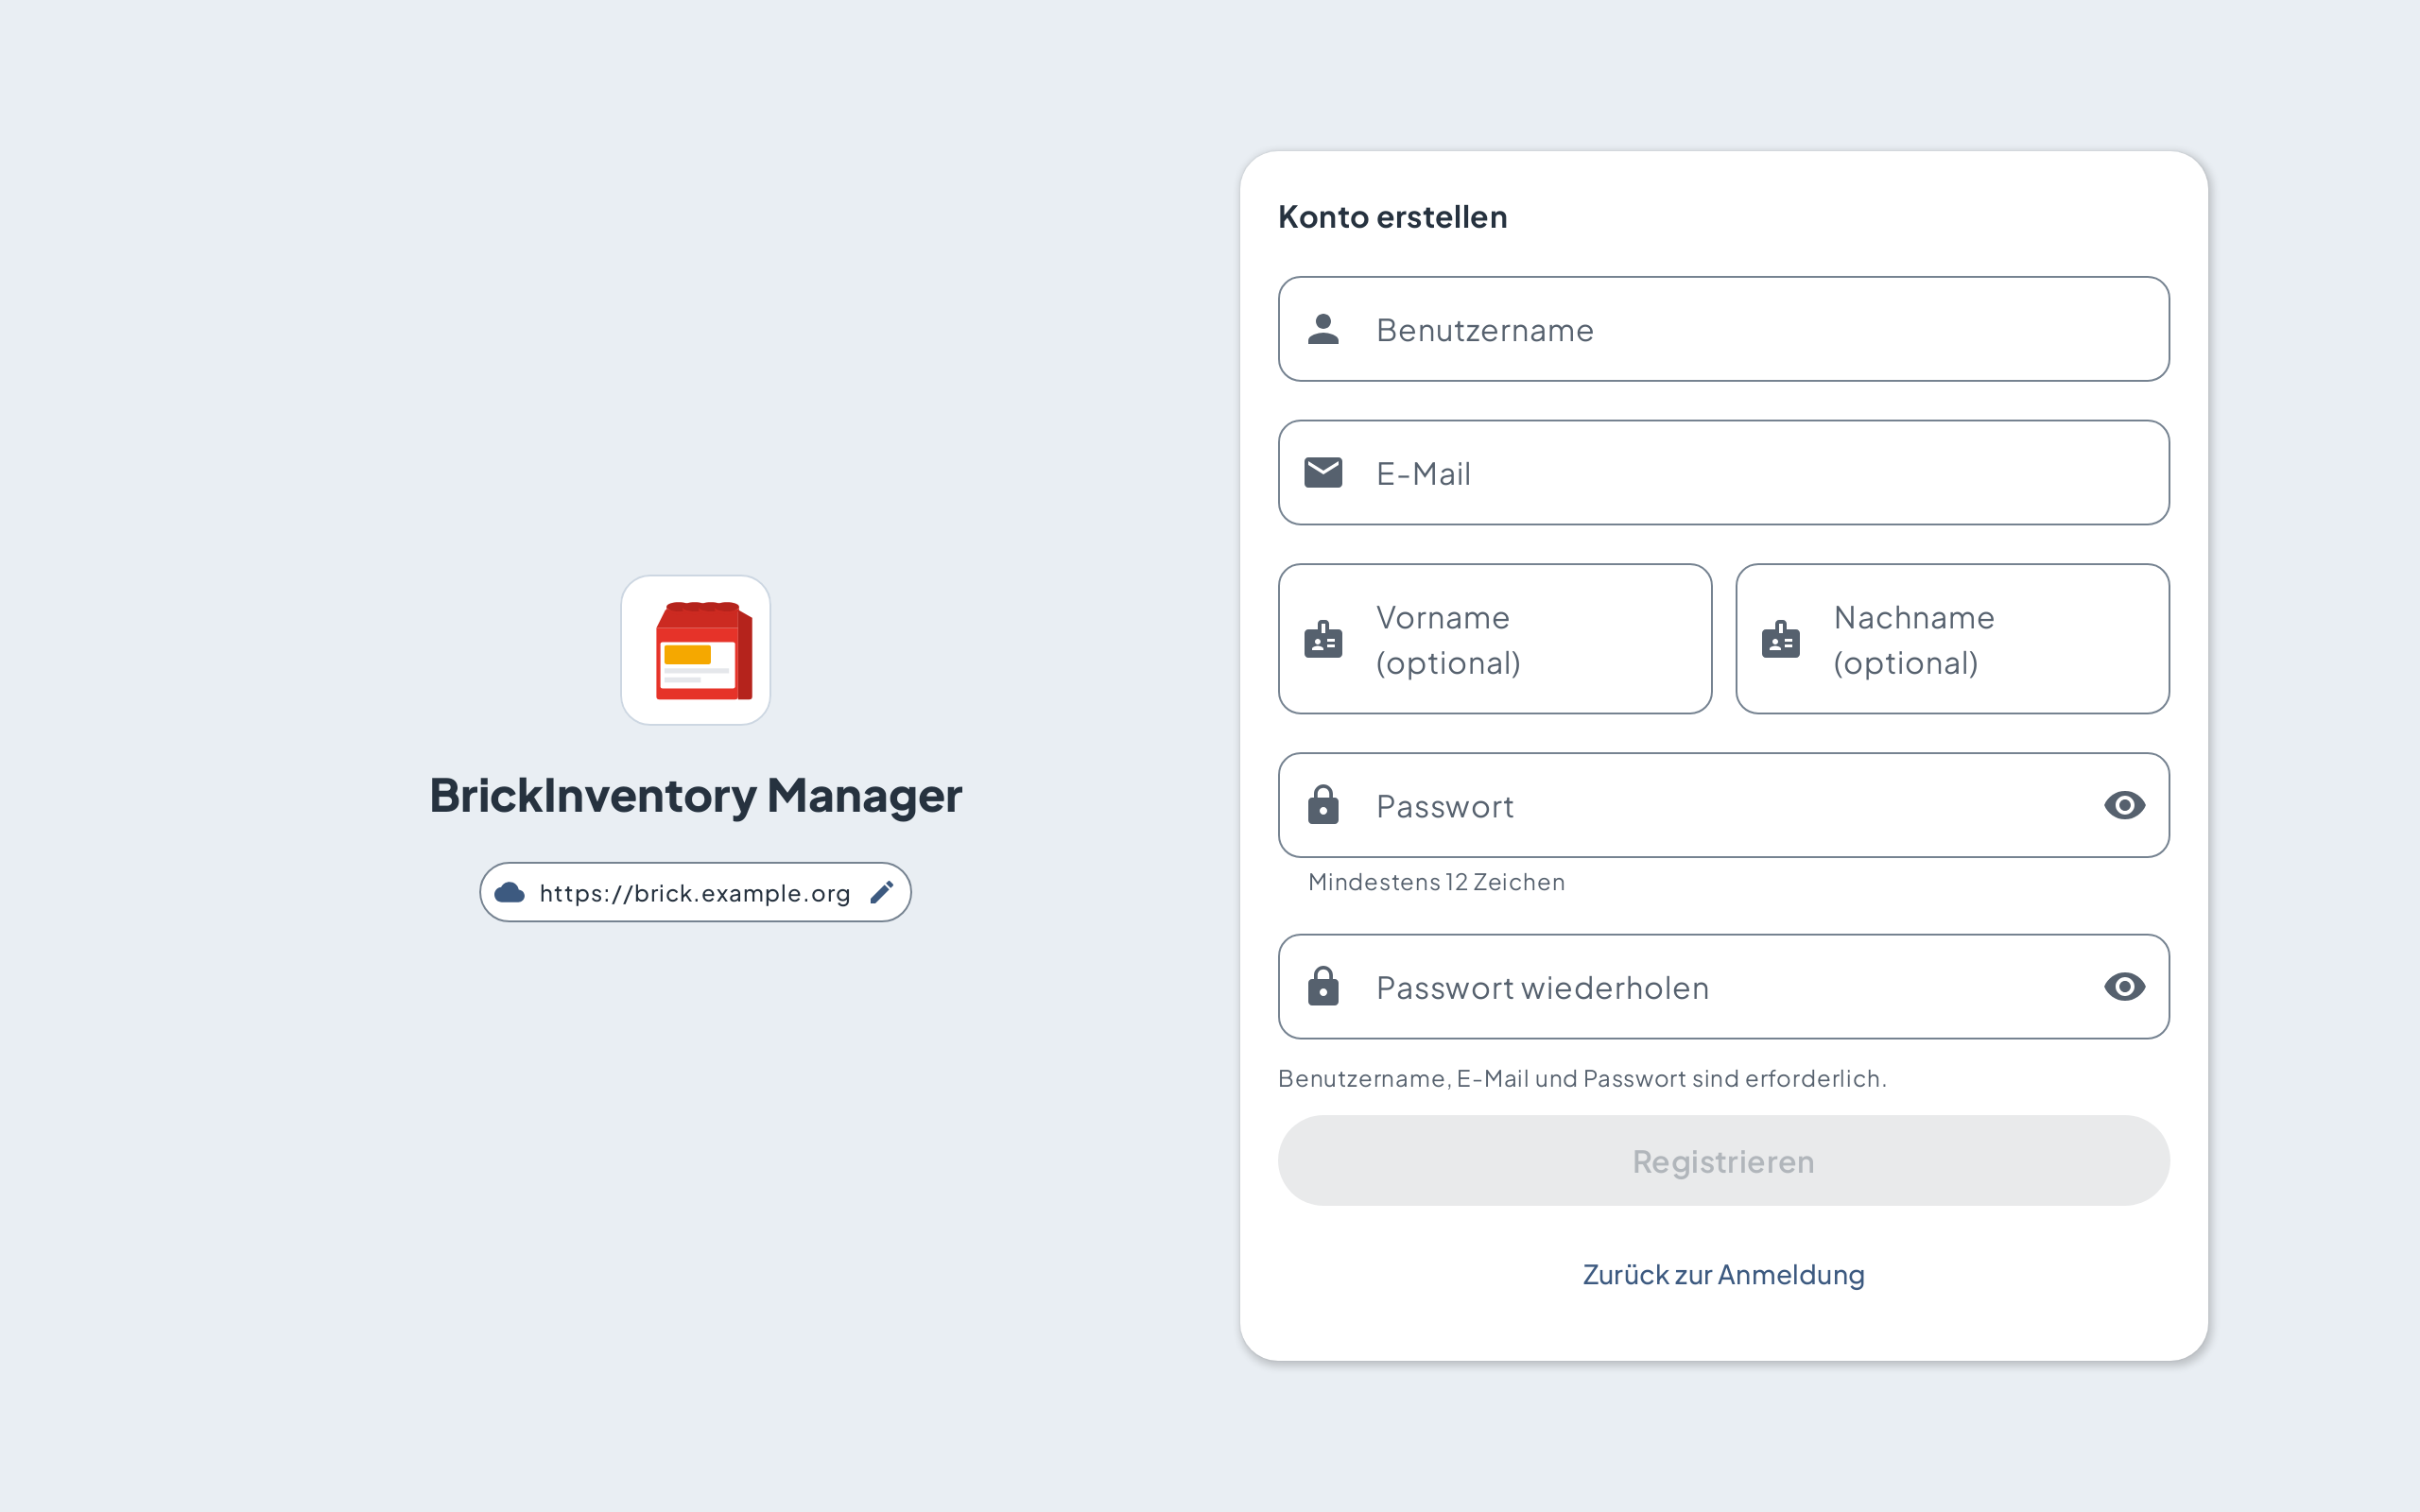 BrickInventory Manager
https://brick.example.org
Konto erstellen
Benutzername
E-Mail
Vorname
(optional)
Nachname
(optional)
Passwort
Mindestens 12 Zeichen
Passwort wiederholen
Benutzername, E-Mail und Passwort sind erforderlich.
Registrieren
Zurück zur Anmeldung